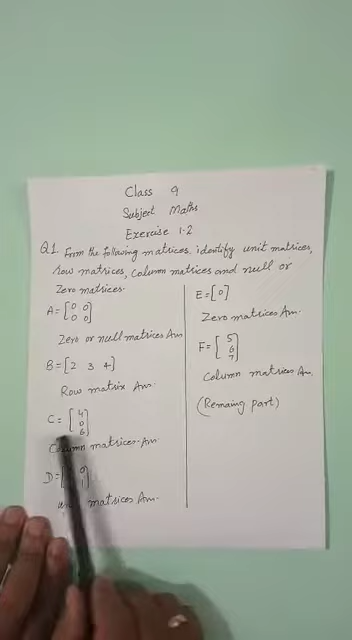 Class 9
Subject Maths
Exercise 1.2
Q1. From the following matrices, identify unit matrices,
row matrices, column matrices and null or
zero matrices.
A = [0 0
0 0]
Zero or null matrices Ans.
B = [2 3 4]
Row matrix Ans.
C = [4
0
6]
Column matrices Ans.
D = [ 0
1]
unit matrices Ans.
E = [0]
Zero matrices Ans.
F = [5
6
7]
Column matrices Ans.
(Remaing part)